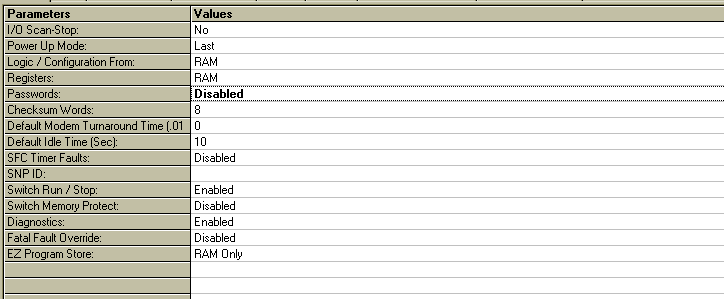 Parameters Values
I/O Scan-Stop: No
Power Up Mode: Last
Logic / Configuration From: RAM
Registers: RAM
Passwords: Disabled
Checksum Words: 8
Default Modem Turnaround Time (.01 0
Default Idle Time (Sec): 10
SFC Timer Faults: Disabled
SNP ID:
Switch Run / Stop: Enabled
Switch Memory Protect: Disabled
Diagnostics: Enabled
Fatal Fault Override: Disabled
EZ Program Store: RAM Only